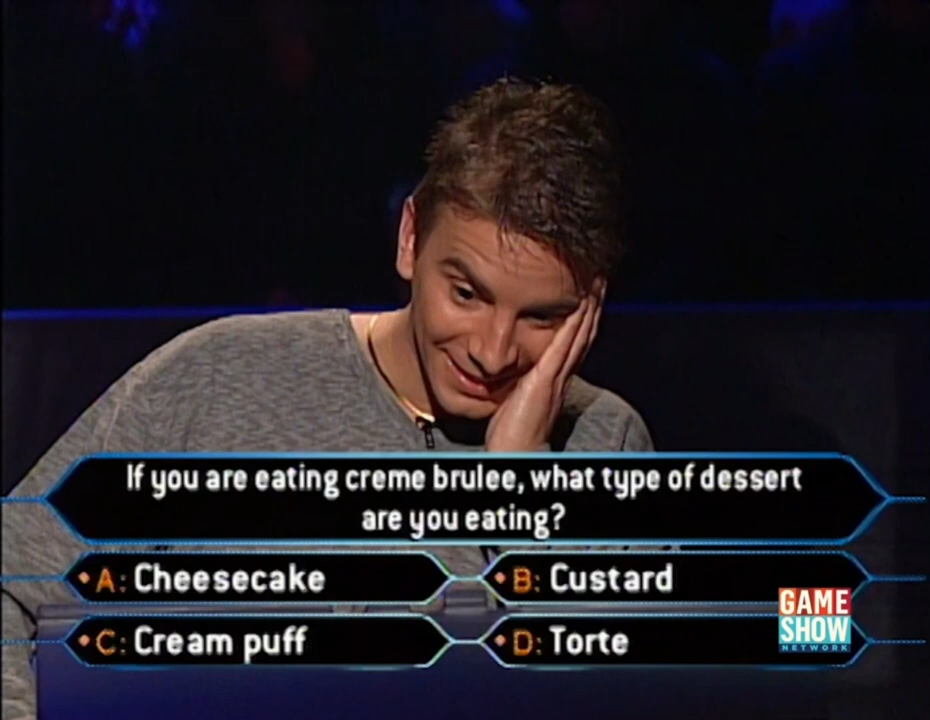 If you are eating creme brulee, what type of dessert
are you eating?
A: Cheesecake
B: Custard
C: Cream puff
D: Torte
GAME
SHOW
NETWORK